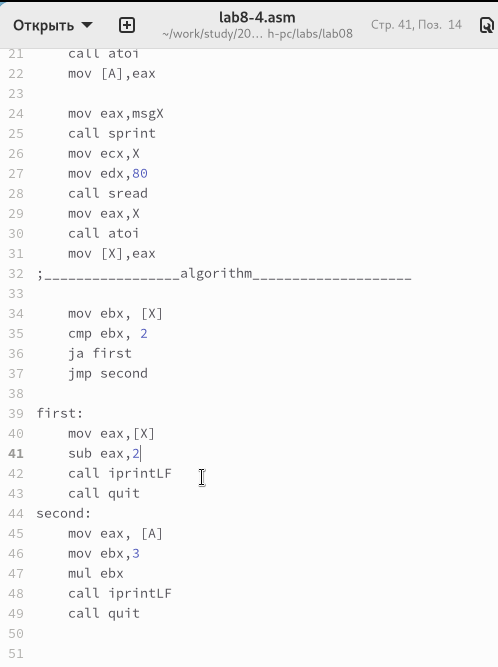 Открыть
lab8-4.asm
~/work/study/20... h-pc/labs/lab08
Стр. 41, Поз. 14
21 call atoi
22 mov [A],eax
23
24 mov eax,msgX
25 call sprint
26 mov ecx,X
27 mov edx,80
28 call sread
29 mov eax,X
30 call atoi
31 mov [X],eax
32 ;_________________algorithm____________________
33
34 mov ebx, [X]
35 cmp ebx, 2
36 ja first
37 jmp second
38
39 first:
40 mov eax,[X]
41 sub eax,2
42 call iprintLF
43 call quit
44 second:
45 mov eax, [A]
46 mov ebx,3
47 mul ebx
48 call iprintLF
49 call quit
50
51